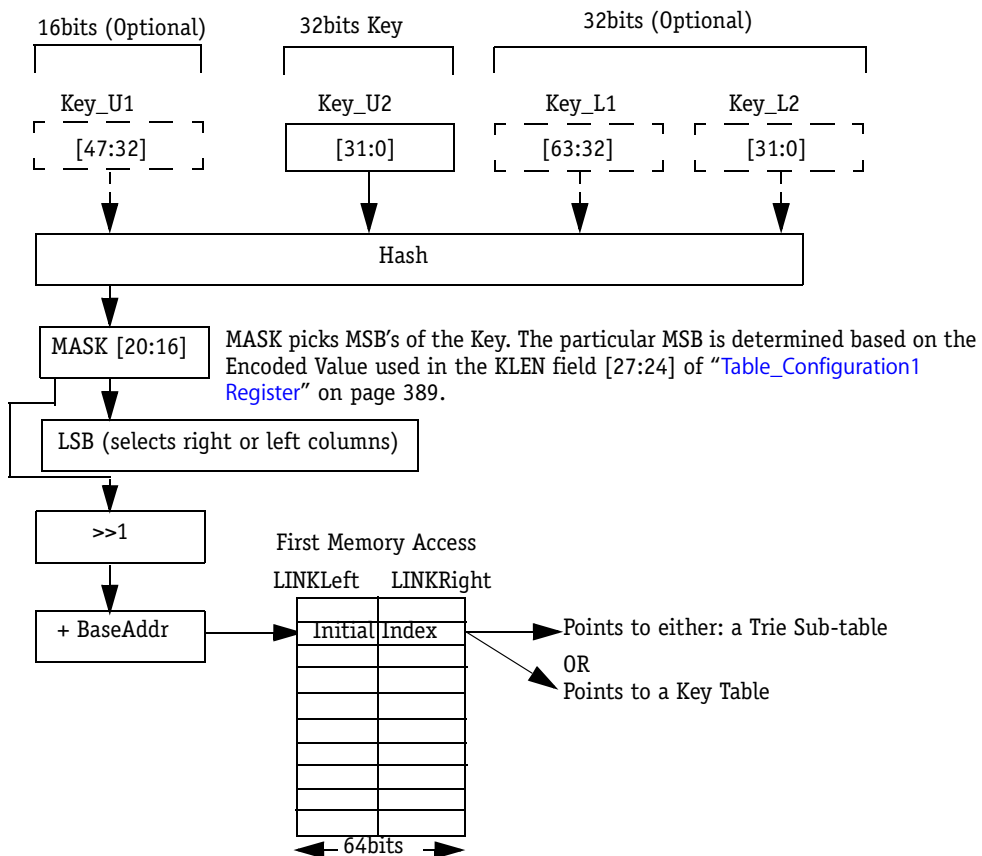 16bits (Optional)
32bits Key
32bits (Optional)
Key_U1
Key_U2
Key_L1
Key_L2
[47:32]
[31:0]
[63:32]
[31:0]
Hash
MASK [20:16]
MASK picks MSB's of the Key. The particular MSB is determined based on the
Encoded Value used in the KLEN field [27:24] of “Table_Configuration1
Register” on page 389.
LSB (selects right or left columns)
>>1
First Memory Access
LINKLeft
LINKRight
+ BaseAddr
Initial Index
Points to either: a Trie Sub-table
OR
Points to a Key Table
64bits